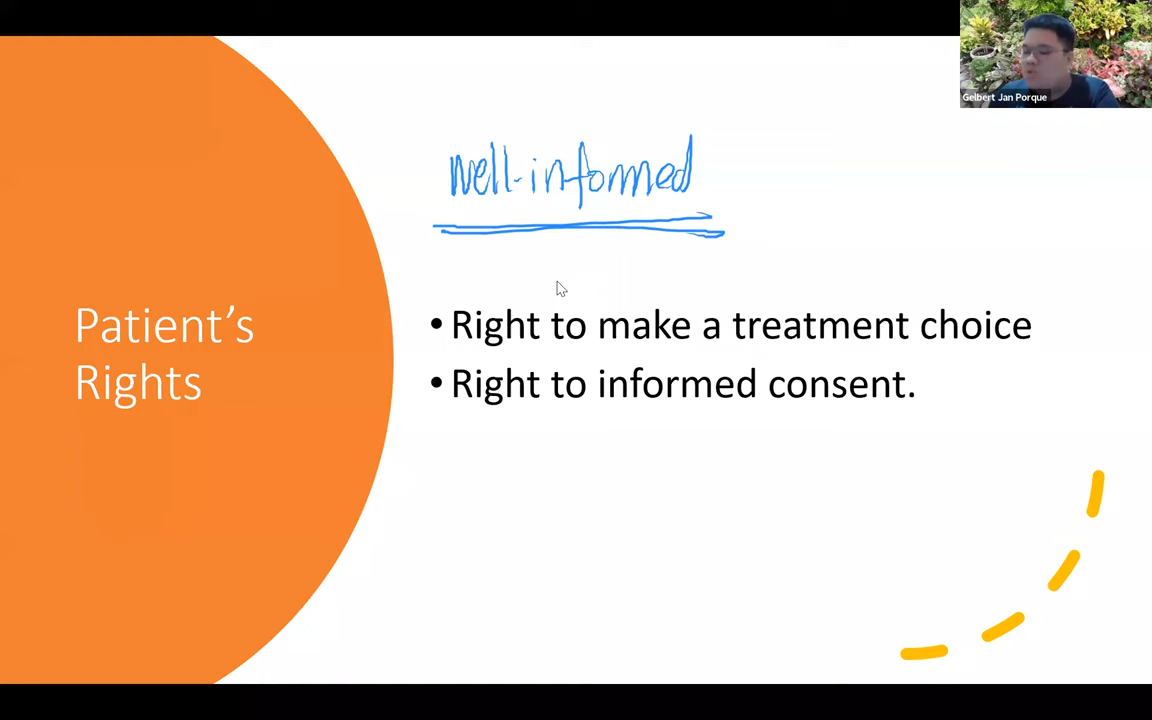 Gelbert Jan Porque
well-informed
Patient’s
Rights
• Right to make a treatment choice
• Right to informed consent.